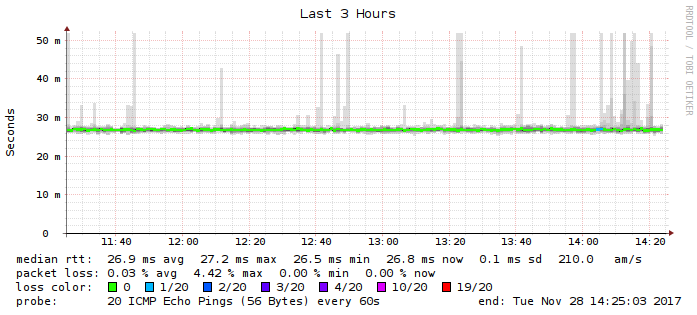 Last 3 Hours
RRDTOOL / TOBI OETIKER
Seconds
50 m
40 m
30 m
20 m
10 m
0
11:40 12:00 12:20 12:40 13:00 13:20 13:40 14:00 14:20
median rtt: 26.9 ms avg 27.2 ms max 26.5 ms min 26.8 ms now 0.1 ms sd 210.0 am/s
packet loss: 0.03 % avg 4.42 % max 0.00 % min 0.00 % now
loss color: 0 1/20 2/20 3/20 4/20 10/20 19/20
probe: 20 ICMP Echo Pings (56 Bytes) every 60s end: Tue Nov 28 14:25:03 2017